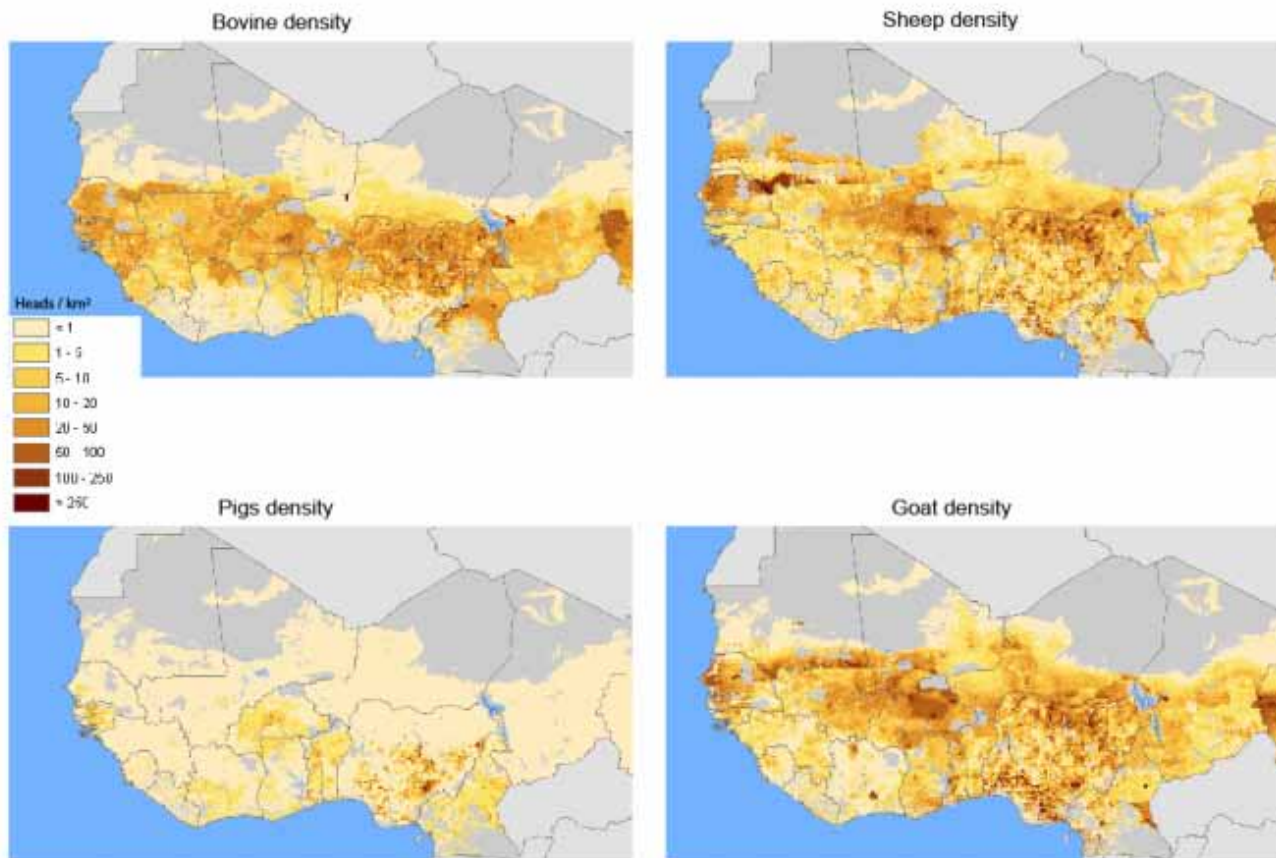 Bovine density
Sheep density
Heads / km²
< 1
1 - 5
5 - 10
10 - 20
20 - 50
50 - 100
100 - 250
> 250
Pigs density
Goat density